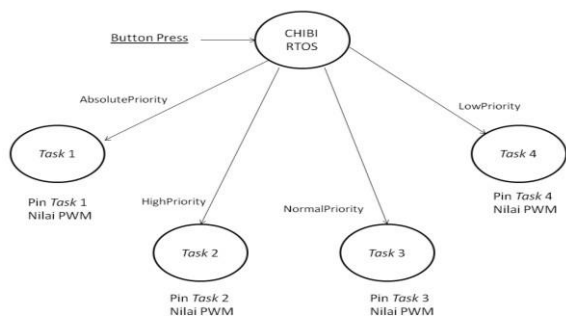 Button Press
CHIBI
RTOS
AbsolutePriority
LowPriority
Task 1
Task 4
Pin Task 1
Nilai PWM
Pin Task 4
Nilai PWM
HighPriority
NormalPriority
Task 2
Task 3
Pin Task 2
Nilai PWM
Pin Task 3
Nilai PWM